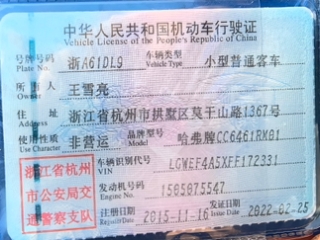 中华人民共和国机动车行驶证
Vehicle License of the People's Republic of China
号牌号码 浙A61DL9 车辆类型 小型普通客车
Plate No. Vehicle Type
所有人 王雪亮
Owner
住址 浙江省杭州市拱墅区莫干山路1367号
Address
使用性质 非营运 品牌型号 哈弗牌CC6461RM01
Use Character Model
浙江省杭州
市公安局交
通警察支队
车辆识别代号 LGWEF4A5XFF172331
VIN
发动机号码 1505075547
Engine No.
注册日期 2015-11-16 发证日期 2022-02-25
Register Date Issue Date